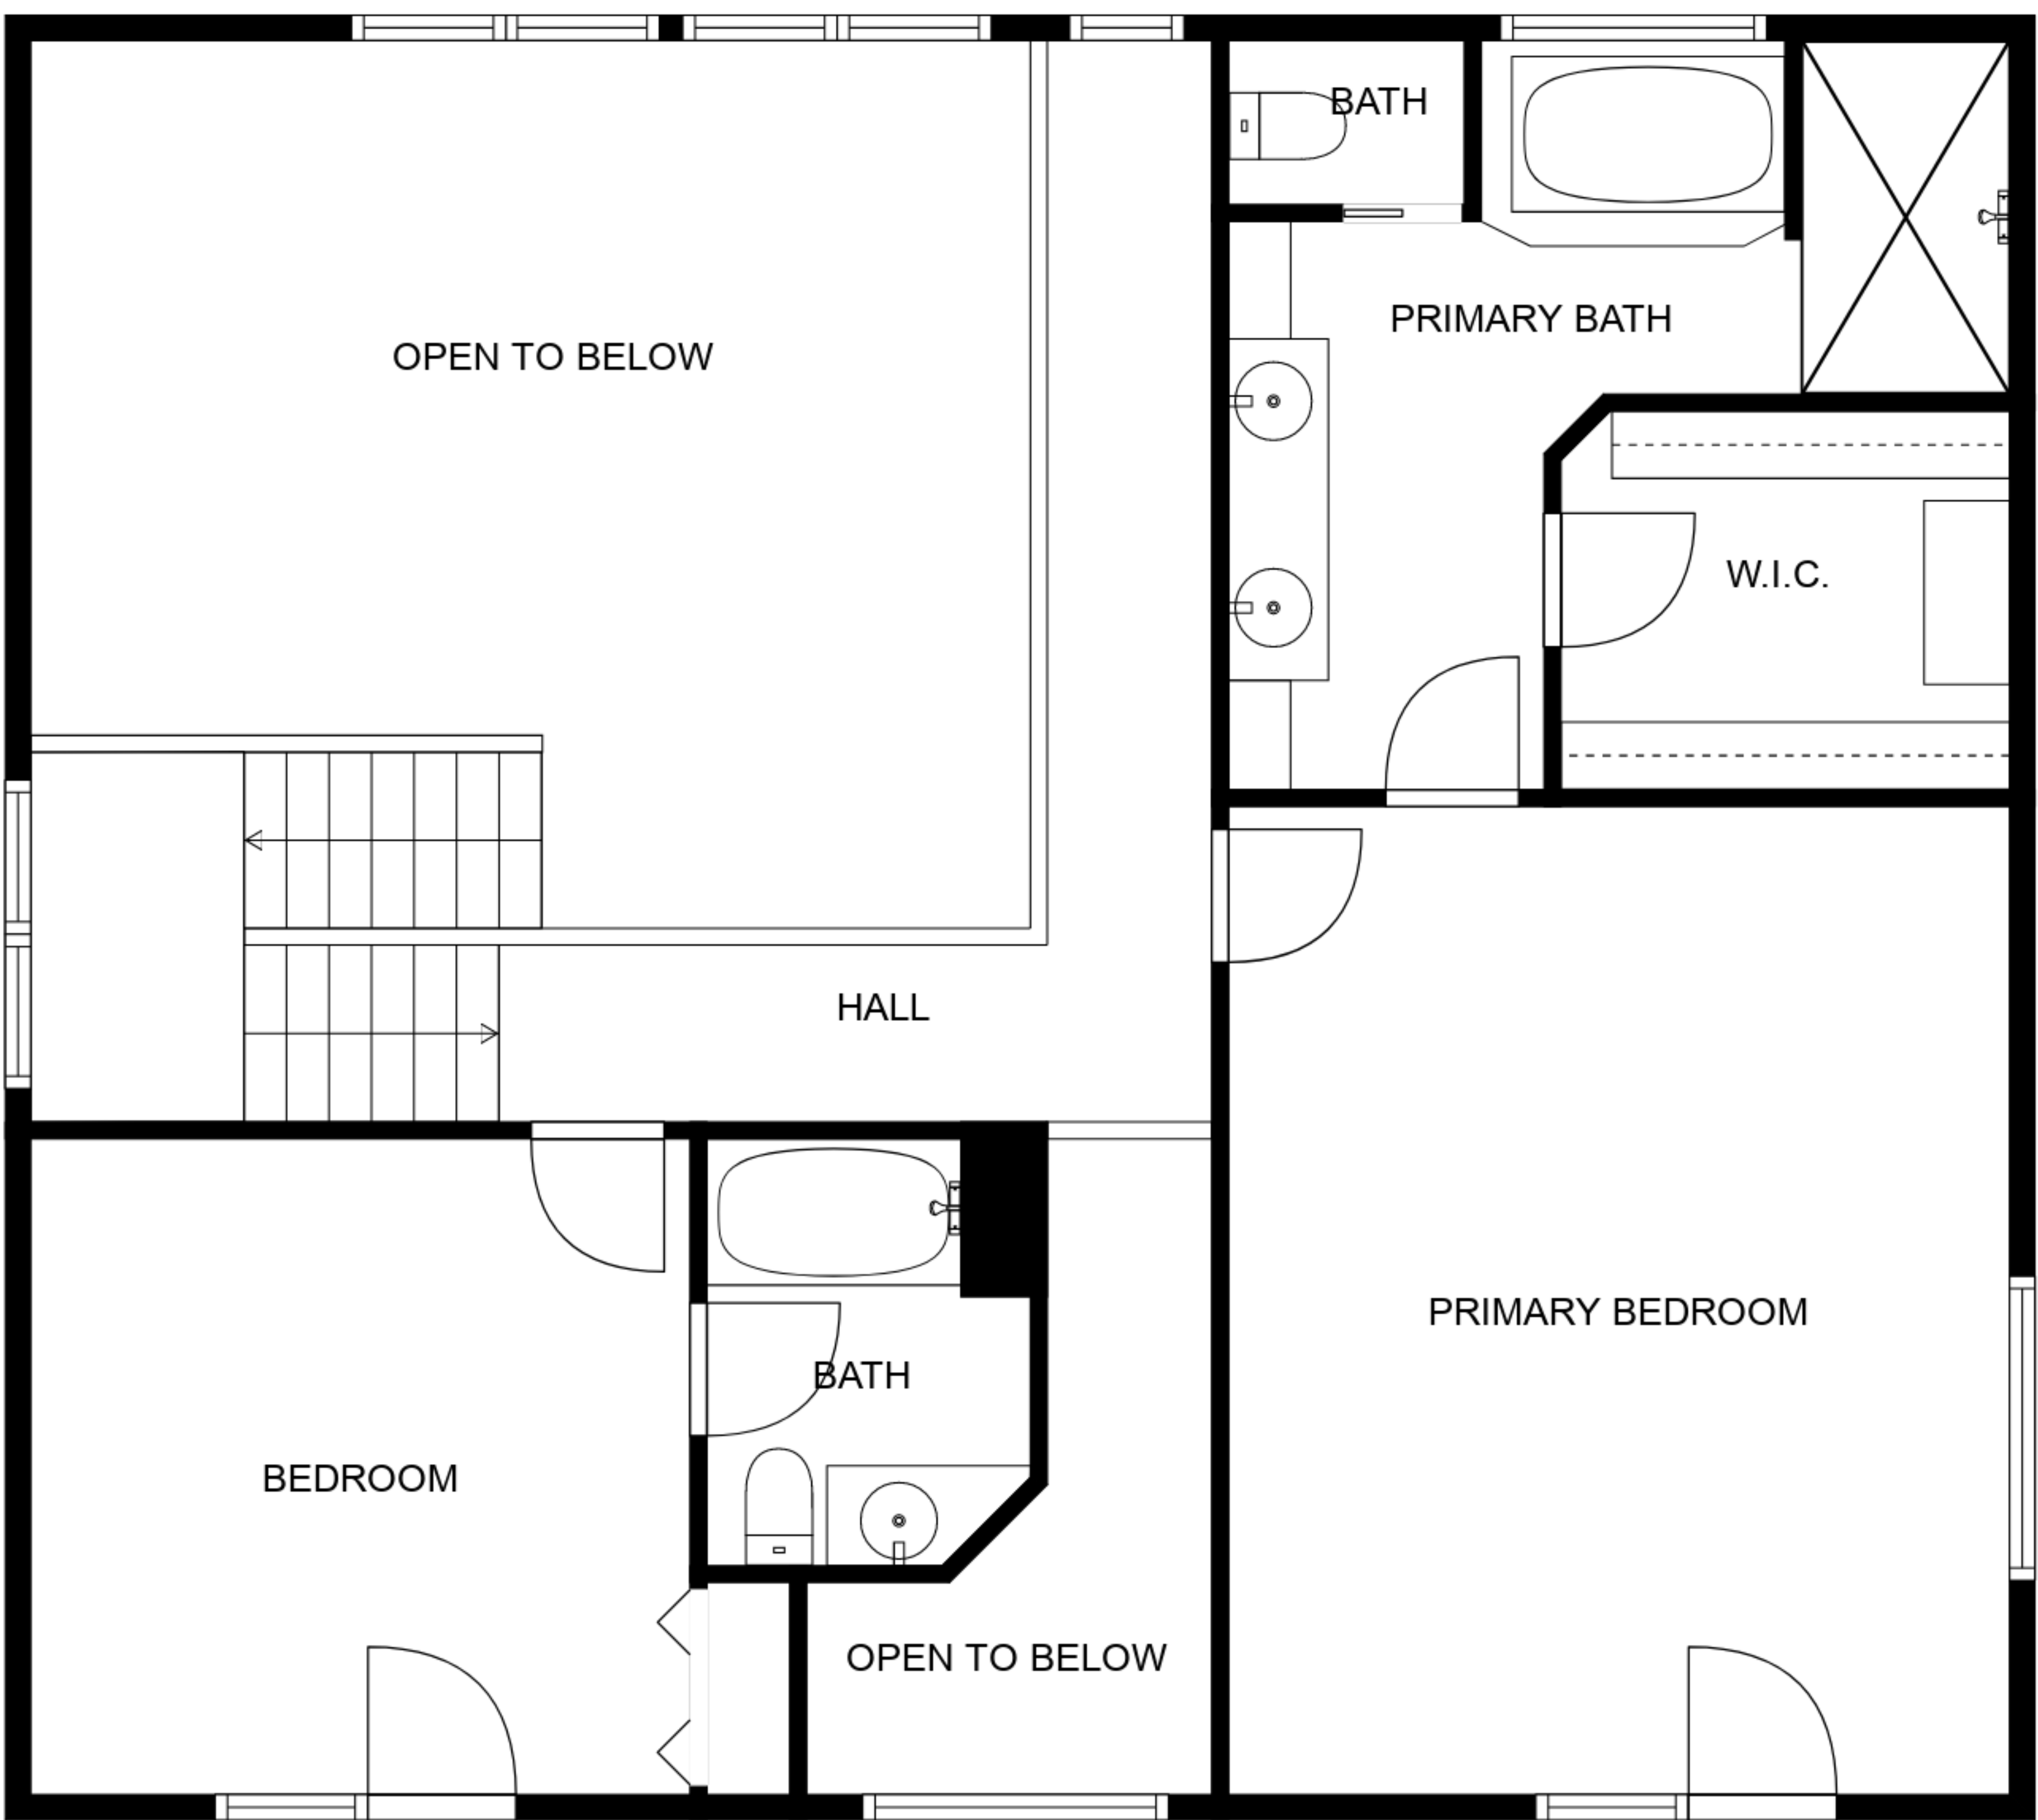 BATH
PRIMARY BATH
OPEN TO BELOW
W.I.C.
HALL
PRIMARY BEDROOM
BATH
BEDROOM
OPEN TO BELOW